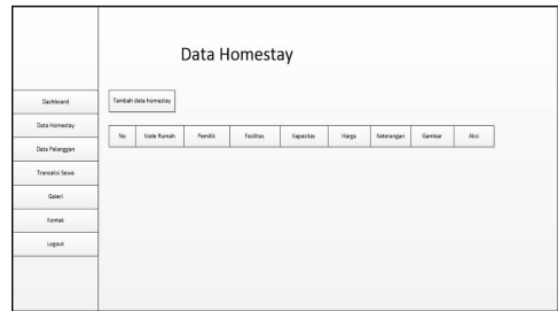 Data Homestay
Dashboard
Data Homestay
Data Pelanggan
Transaksi Sewa
Galeri
Kontak
Logout
Tambah data homestay
No Kode Rumah Pemilik Fasilitas Kapasitas Harga Keterangan Gambar Aksi